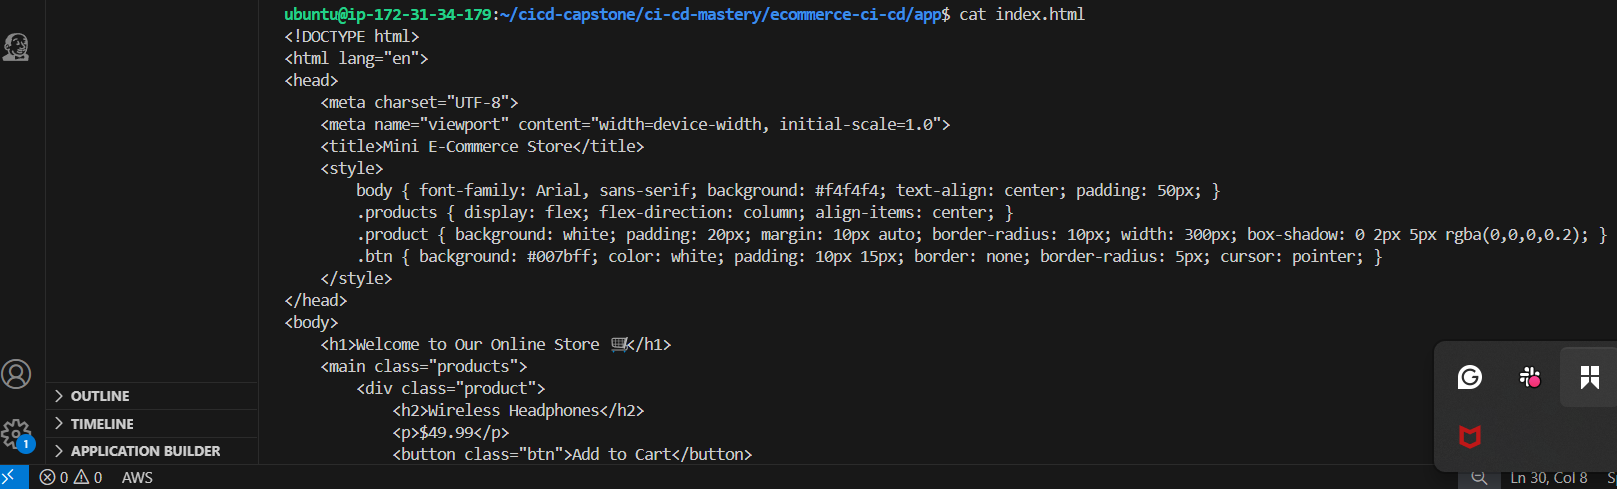 ubuntu@ip-172-31-34-179:~/cicd-capstone/ci-cd-mastery/ecommerce-ci-cd/app$ cat index.html
<!DOCTYPE html>
<html lang="en">
<head>
    <meta charset="UTF-8">
    <meta name="viewport" content="width=device-width, initial-scale=1.0">
    <title>Mini E-Commerce Store</title>
    <style>
        body { font-family: Arial, sans-serif; background: #f4f4f4; text-align: center; padding: 50px; }
        .products { display: flex; flex-direction: column; align-items: center; }
        .product { background: white; padding: 20px; margin: 10px auto; border-radius: 10px; width: 300px; box-shadow: 0 2px 5px rgba(0,0,0,0.2); }
        .btn { background: #007bff; color: white; padding: 10px 15px; border: none; border-radius: 5px; cursor: pointer; }
    </style>
</head>
<body>
    <h1>Welcome to Our Online Store 🛒</h1>
    <main class="products">
        <div class="product">
            <h2>Wireless Headphones</h2>
            <p>$49.99</p>
            <button class="btn">Add to Cart</button>
OUTLINE
TIMELINE
APPLICATION BUILDER
1
0 0 AWS
Ln 30, Col 8